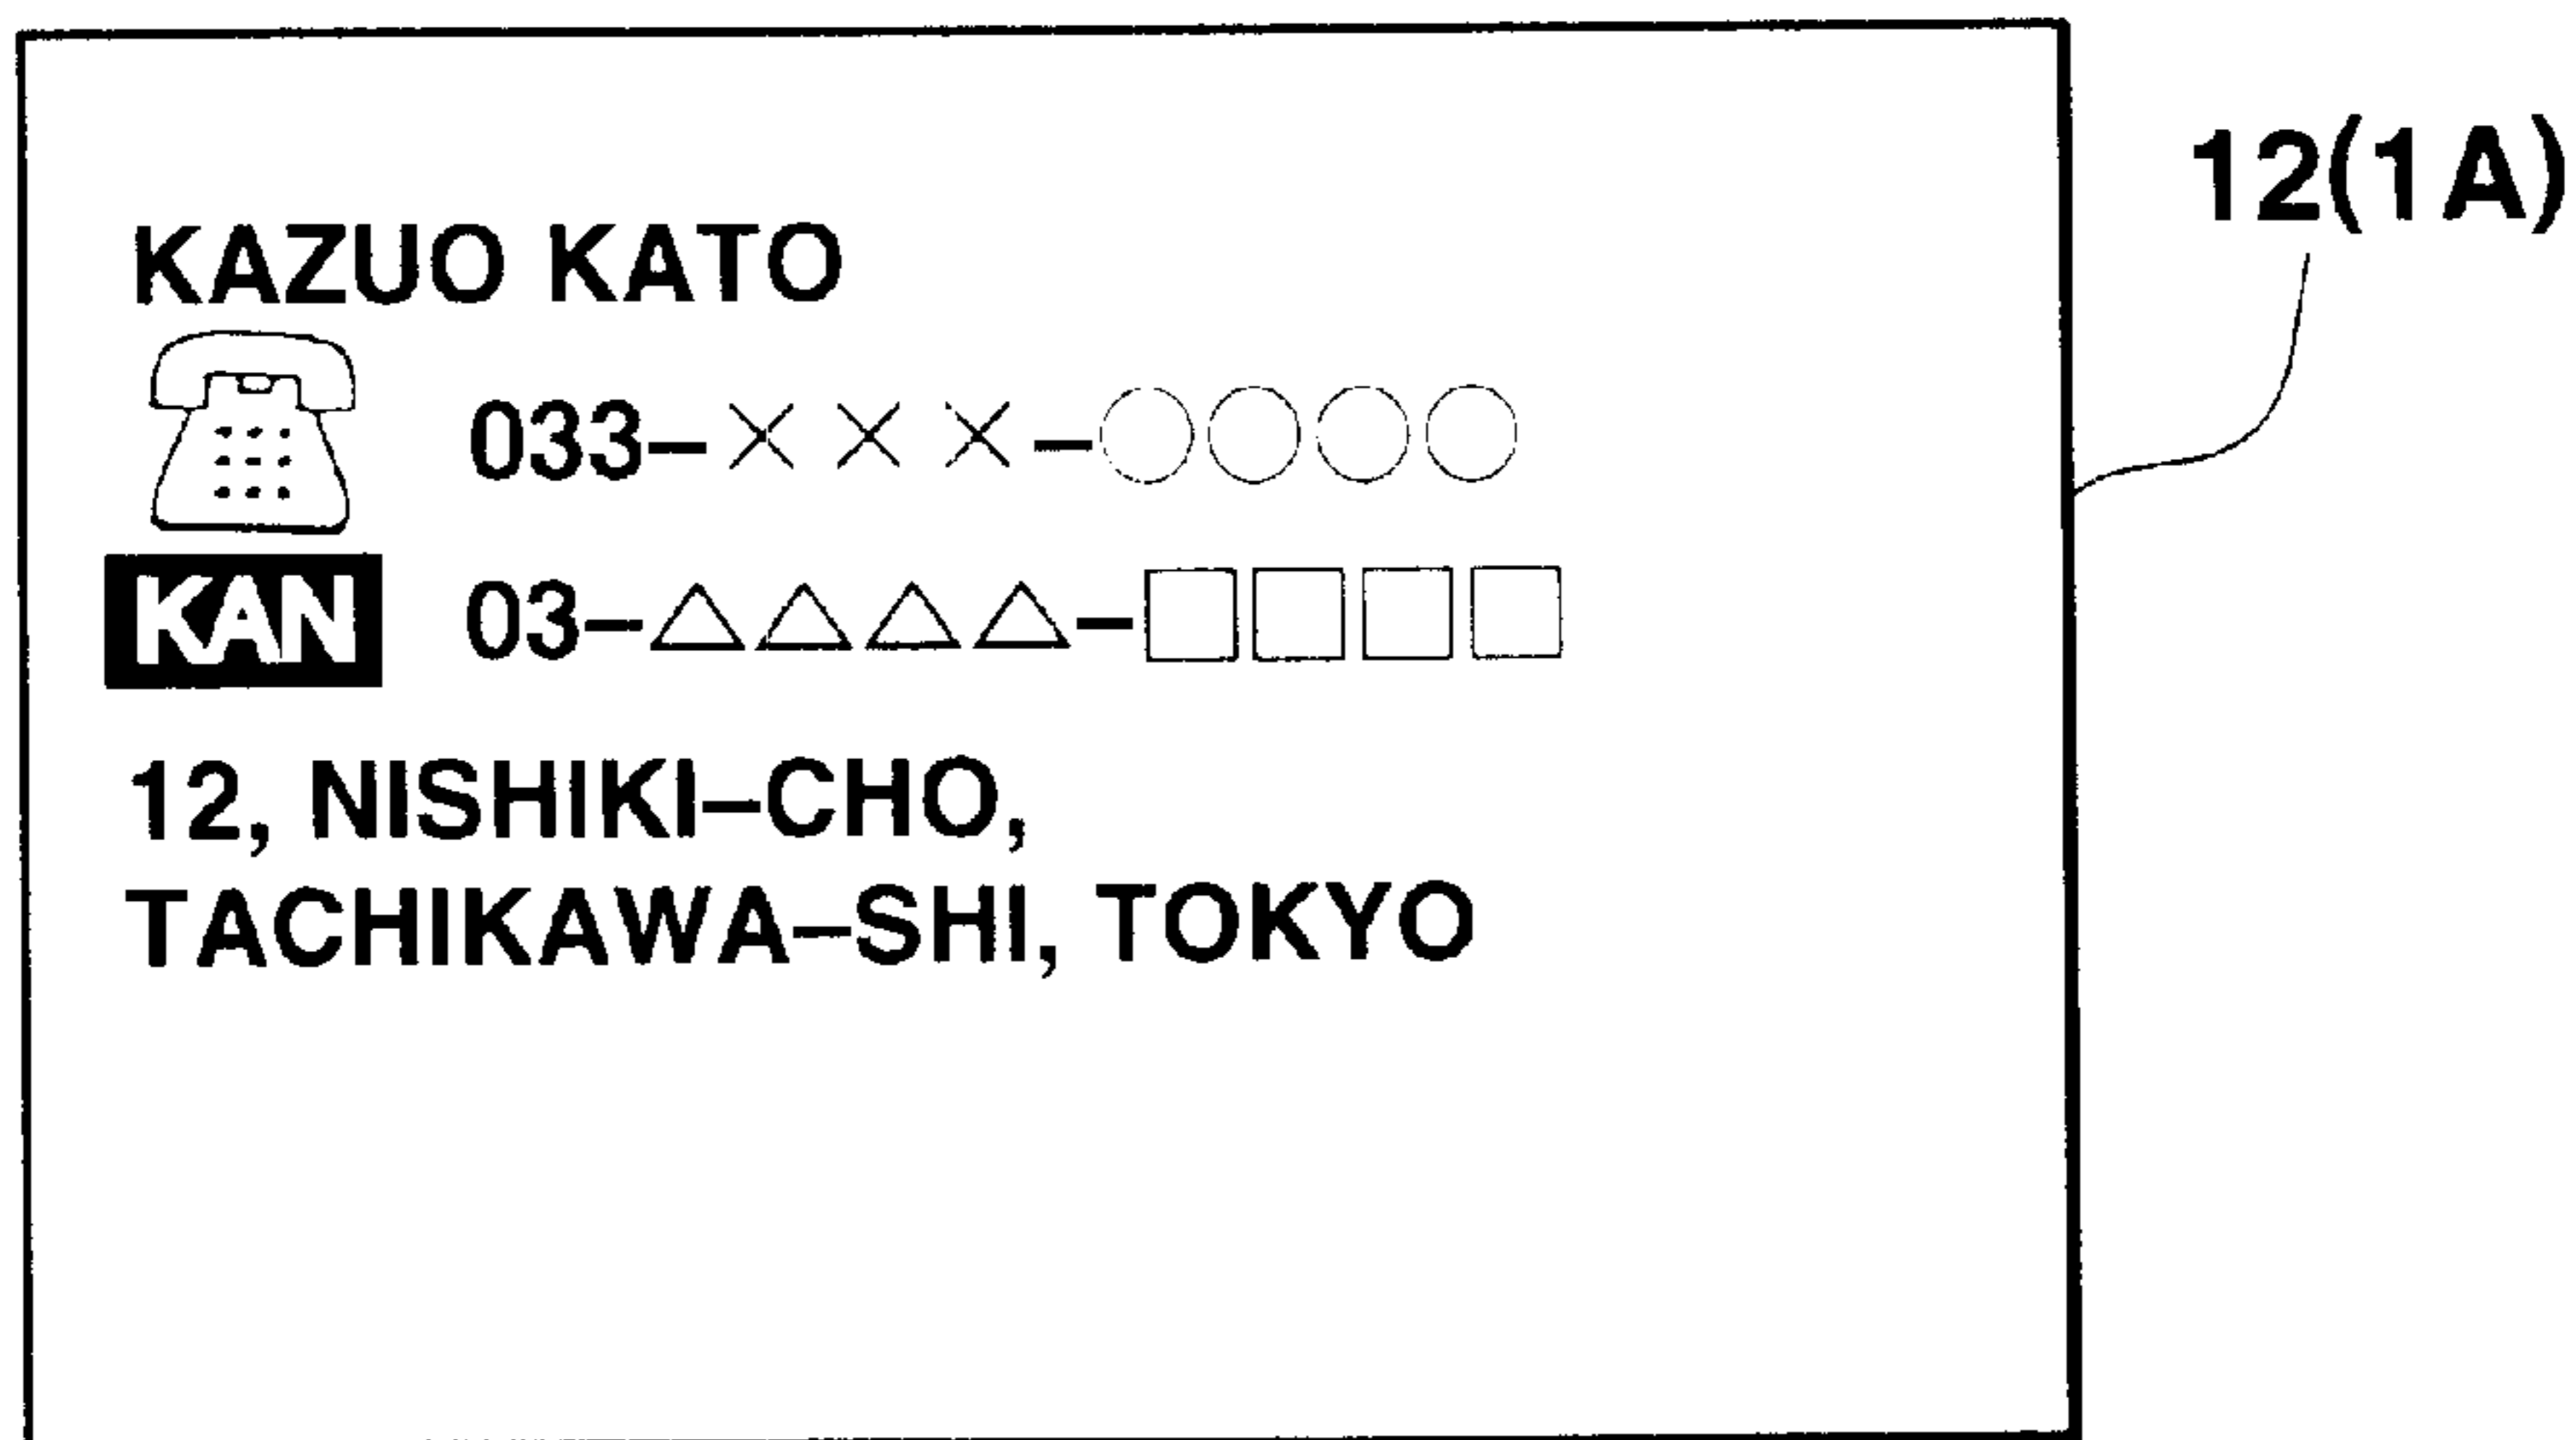 12(1A)
KAZUO KATO
033–×××–○○○○
KAN 03–△△△△–□□□□
12, NISHIKI–CHO,
TACHIKAWA–SHI, TOKYO